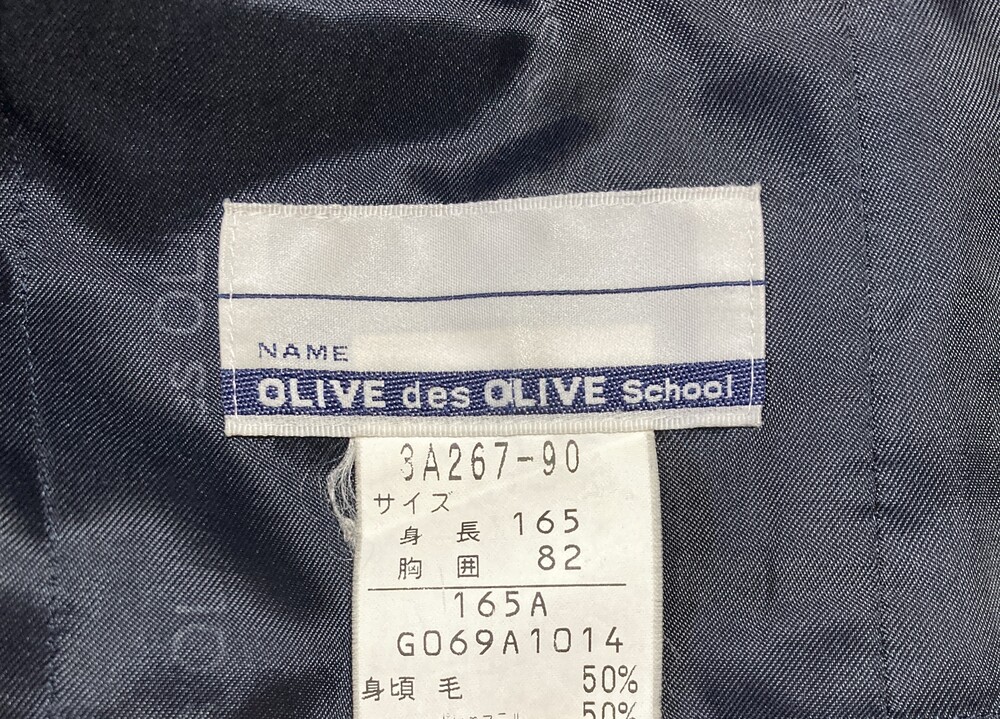 NAME
OLIVE des OLIVE School
3A267-90
サイズ
身 長 165
胸 囲 82
165A
G069A1014
身頃 毛 50%
50%